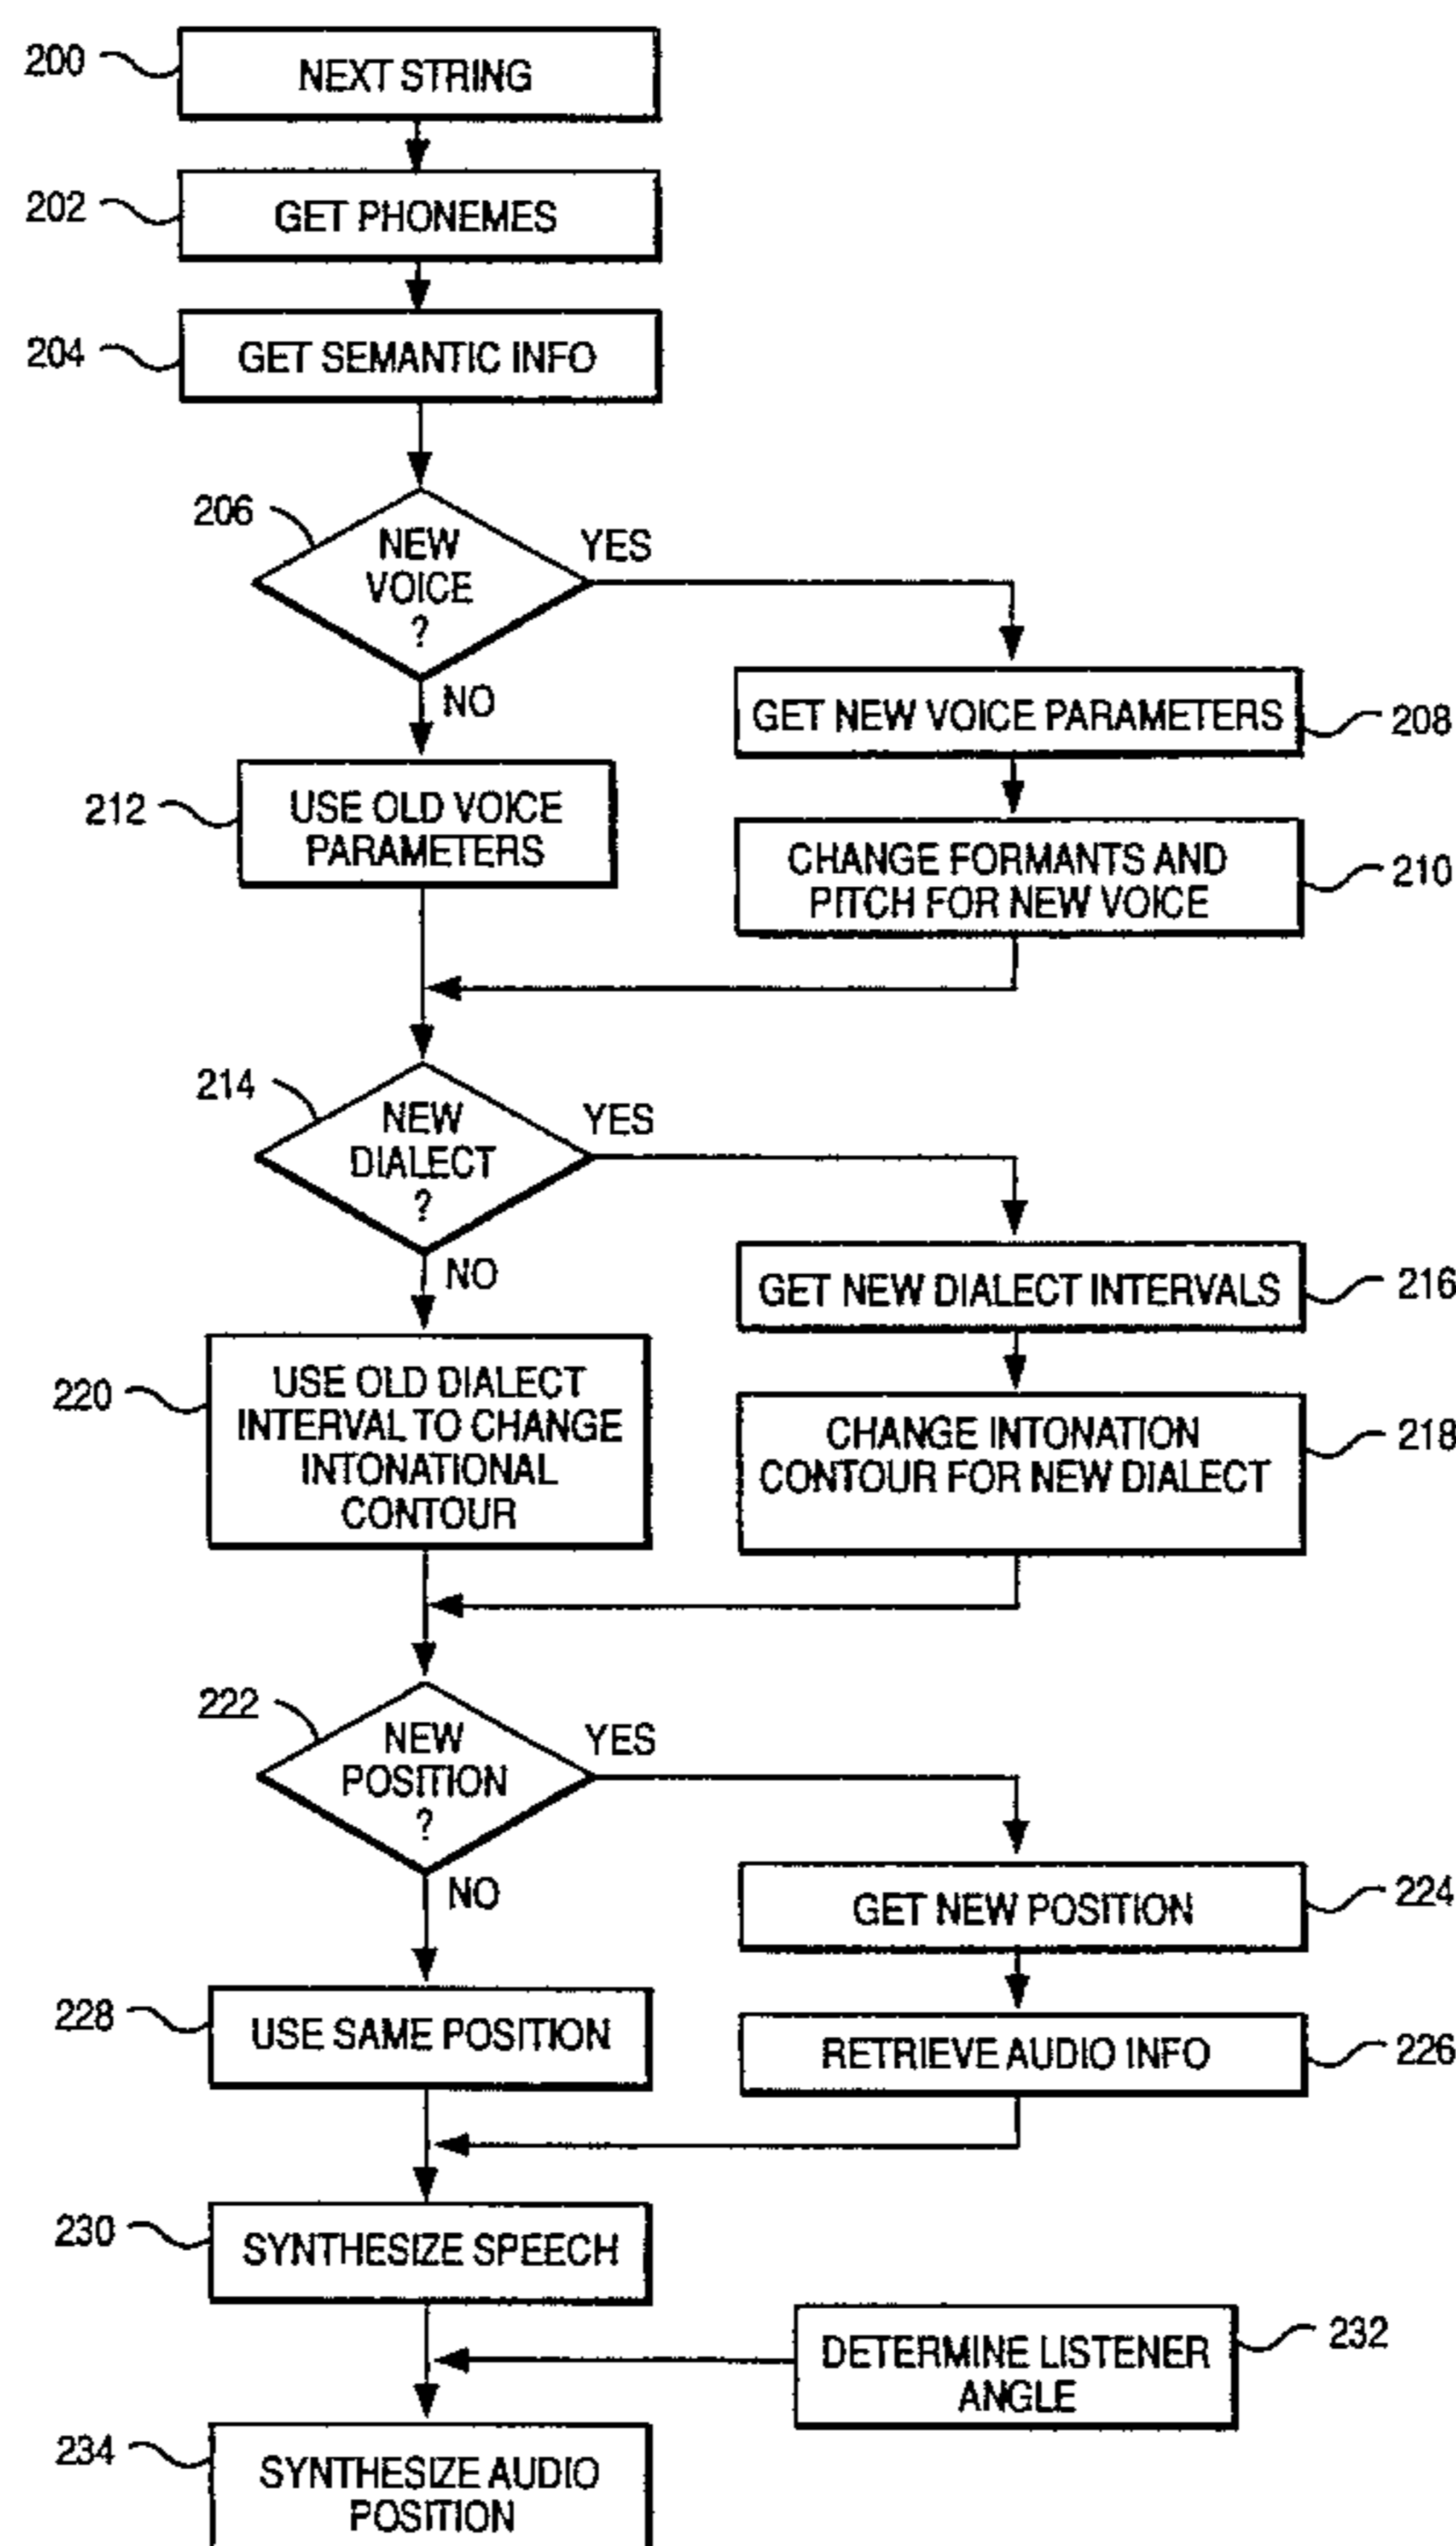 200
NEXT STRING
202
GET PHONEMES
204
GET SEMANTIC INFO
206
NEW
VOICE
?
YES
NO
GET NEW VOICE PARAMETERS
208
212
USE OLD VOICE
PARAMETERS
CHANGE FORMANTS AND
PITCH FOR NEW VOICE
210
214
NEW
DIALECT
?
YES
NO
GET NEW DIALECT INTERVALS
216
220
USE OLD DIALECT
INTERVAL TO CHANGE
INTONATIONAL
CONTOUR
CHANGE INTONATION
CONTOUR FOR NEW DIALECT
218
222
NEW
POSITION
?
YES
NO
GET NEW POSITION
224
228
USE SAME POSITION
RETRIEVE AUDIO INFO
226
230
SYNTHESIZE SPEECH
DETERMINE LISTENER
ANGLE
232
234
SYNTHESIZE AUDIO
POSITION